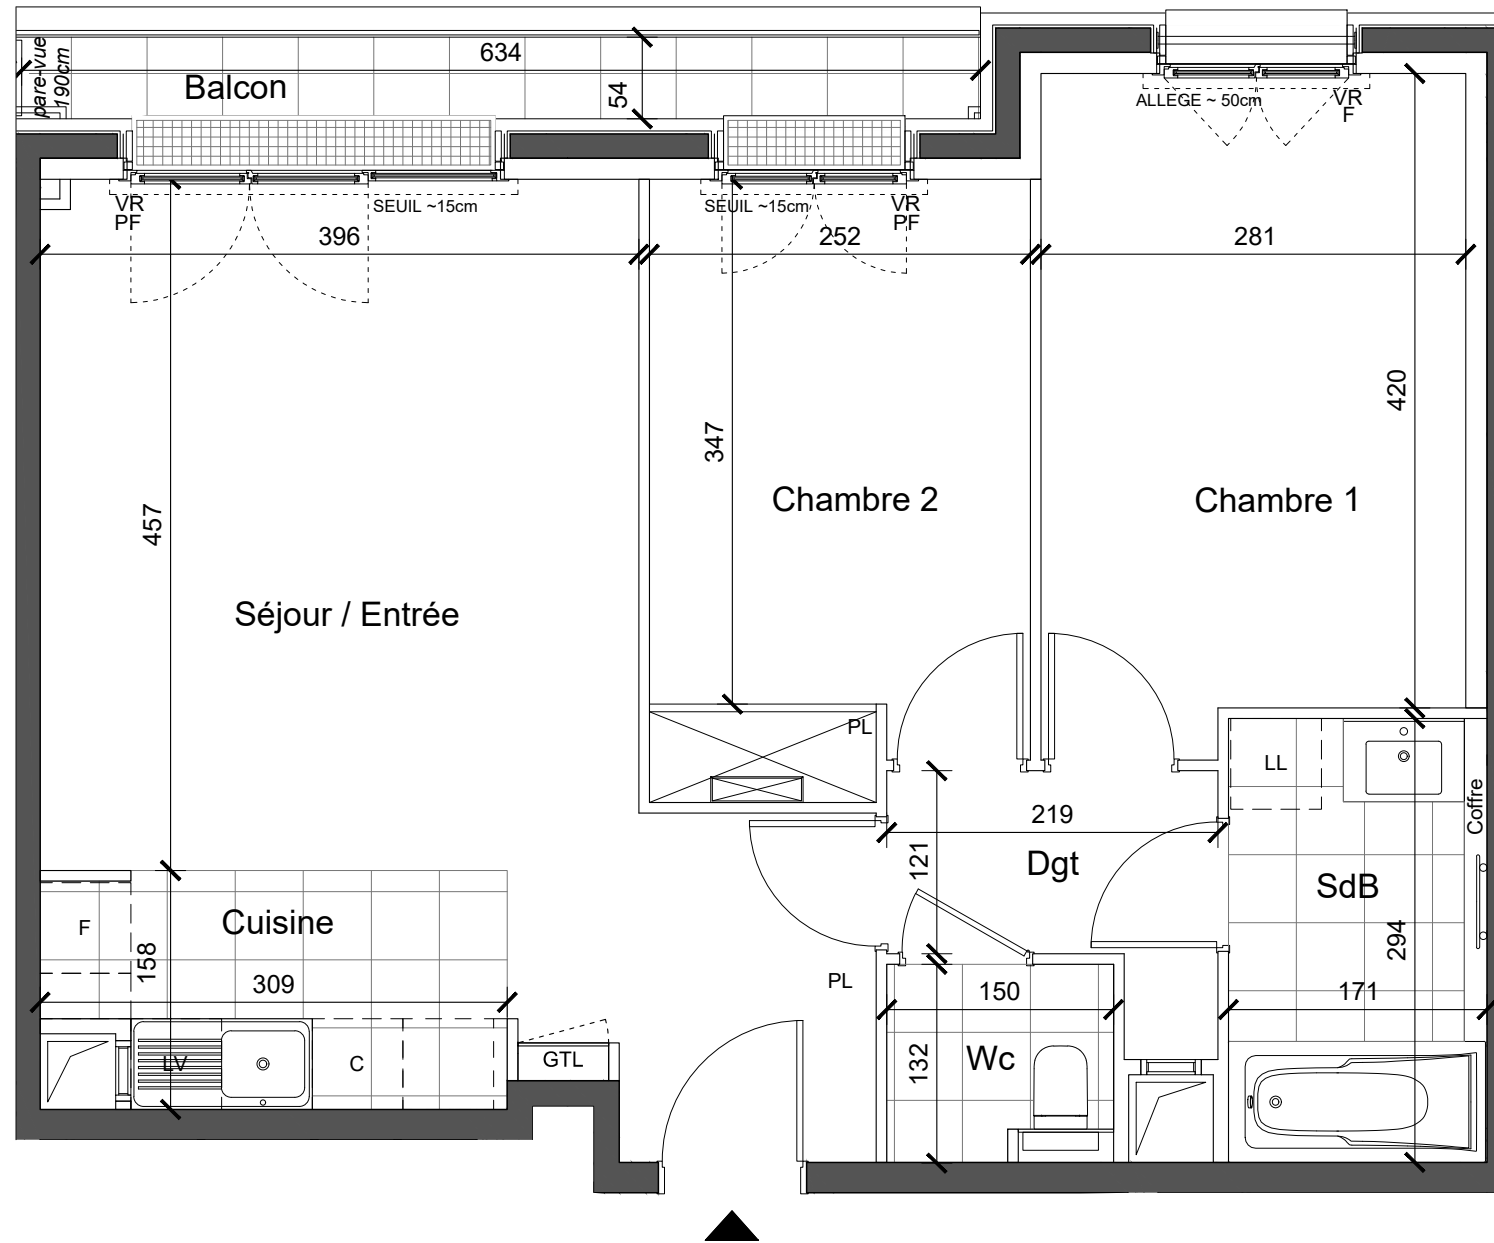 pare-vue
190cm
634
Balcon
54
ALLEGE ~ 50cm
VR
F
VR
PF
SEUIL ~15cm
SEUIL ~15cm
VR
PF
396
252
281
420
347
457
Chambre 2
Chambre 1
Séjour / Entrée
PL
LL
Coffre
219
121
Dgt
SdB
F
Cuisine
158
309
294
PL
150
171
LV
C
GTL
132
Wc